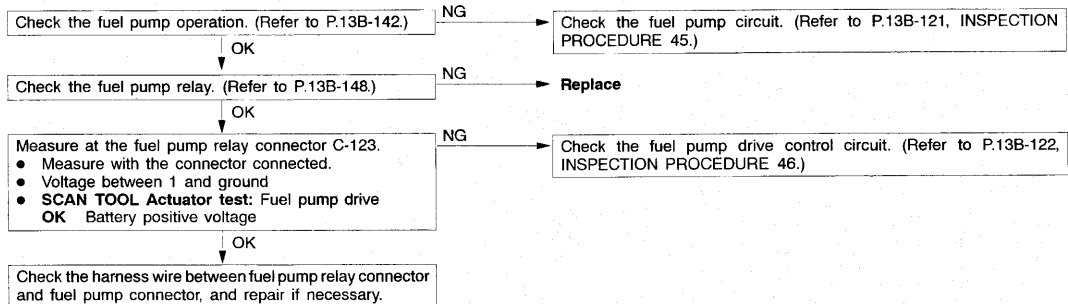 Check the fuel pump operation. (Refer to P.13B-142.)
NG
Check the fuel pump circuit. (Refer to P.13B-121, INSPECTION
PROCEDURE 45.)
OK
Check the fuel pump relay. (Refer to P.13B-148.)
NG
Replace
OK
Measure at the fuel pump relay connector C-123.
● Measure with the connector connected.
● Voltage between 1 and ground
● SCAN TOOL Actuator test: Fuel pump drive
OK Battery positive voltage
NG
Check the fuel pump drive control circuit. (Refer to P.13B-122,
INSPECTION PROCEDURE 46.)
OK
Check the harness wire between fuel pump relay connector
and fuel pump connector, and repair if necessary.